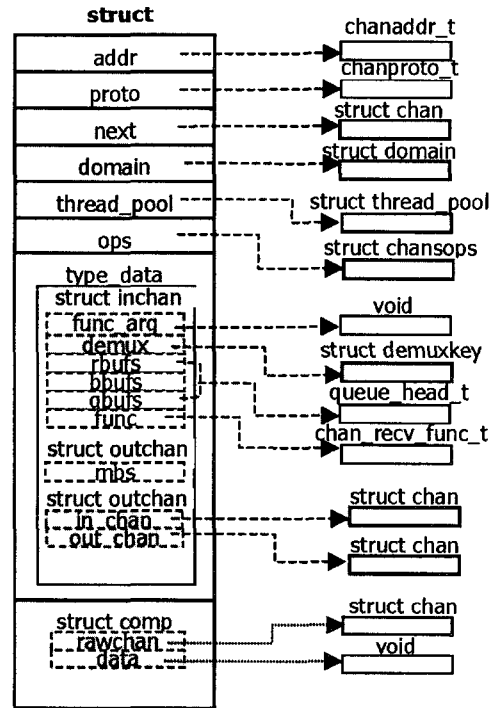 struct
chanaddr_t
addr
chanproto_t
proto
struct chan
next
struct domain
domain
struct thread_pool
thread_pool
struct chansops
ops
type_data
struct inchan
void
func_arg
struct demuxkey
demux
rbufs
queue_head_t
bbufs
qbufs
chan_recv_func_t
func
struct outchan
mbs
struct outchan
struct chan
in_chan
out_chan
struct chan
struct comp
struct chan
rawchan
void
data